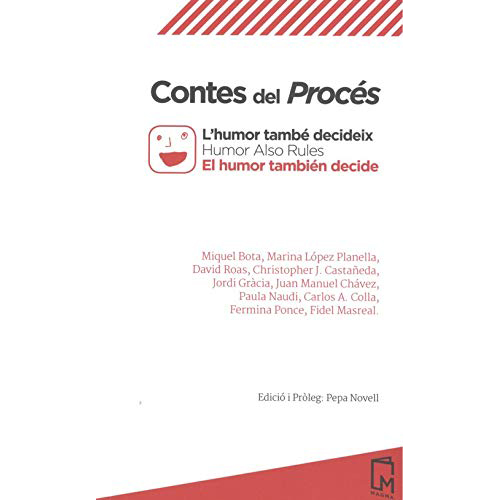 Contes del Procés
L'humor també decideix
Humor Also Rules
El humor también decide
Miquel Bota, Marina López Planella,
David Roas, Christopher J. Castañeda,
Jordi Gràcia, Juan Manuel Chávez,
Paula Naudi, Carlos A. Colla,
Fermina Ponce, Fidel Masreal.
Edició i Pròleg: Pepa Novell
M
MAGMA